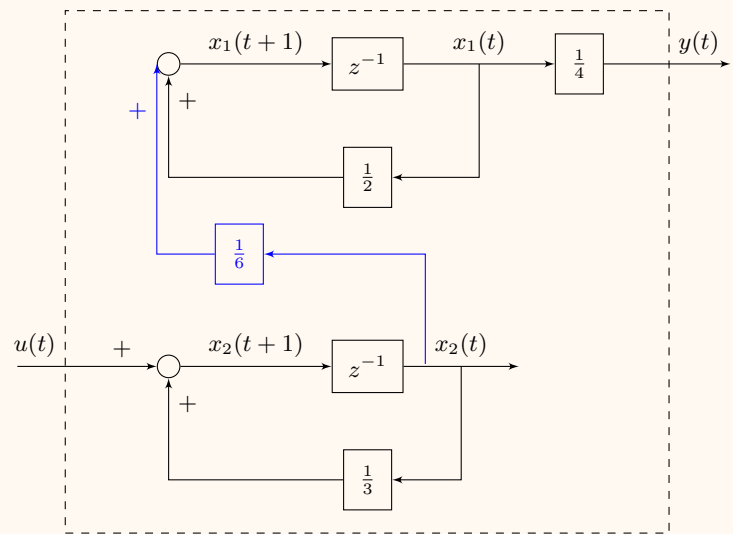 x₁(t+1)
z⁻¹
x₁(t)
1/4
y(t)
+
+
1/2
1/6
u(t)
+
x₂(t+1)
z⁻¹
x₂(t)
+
1/3